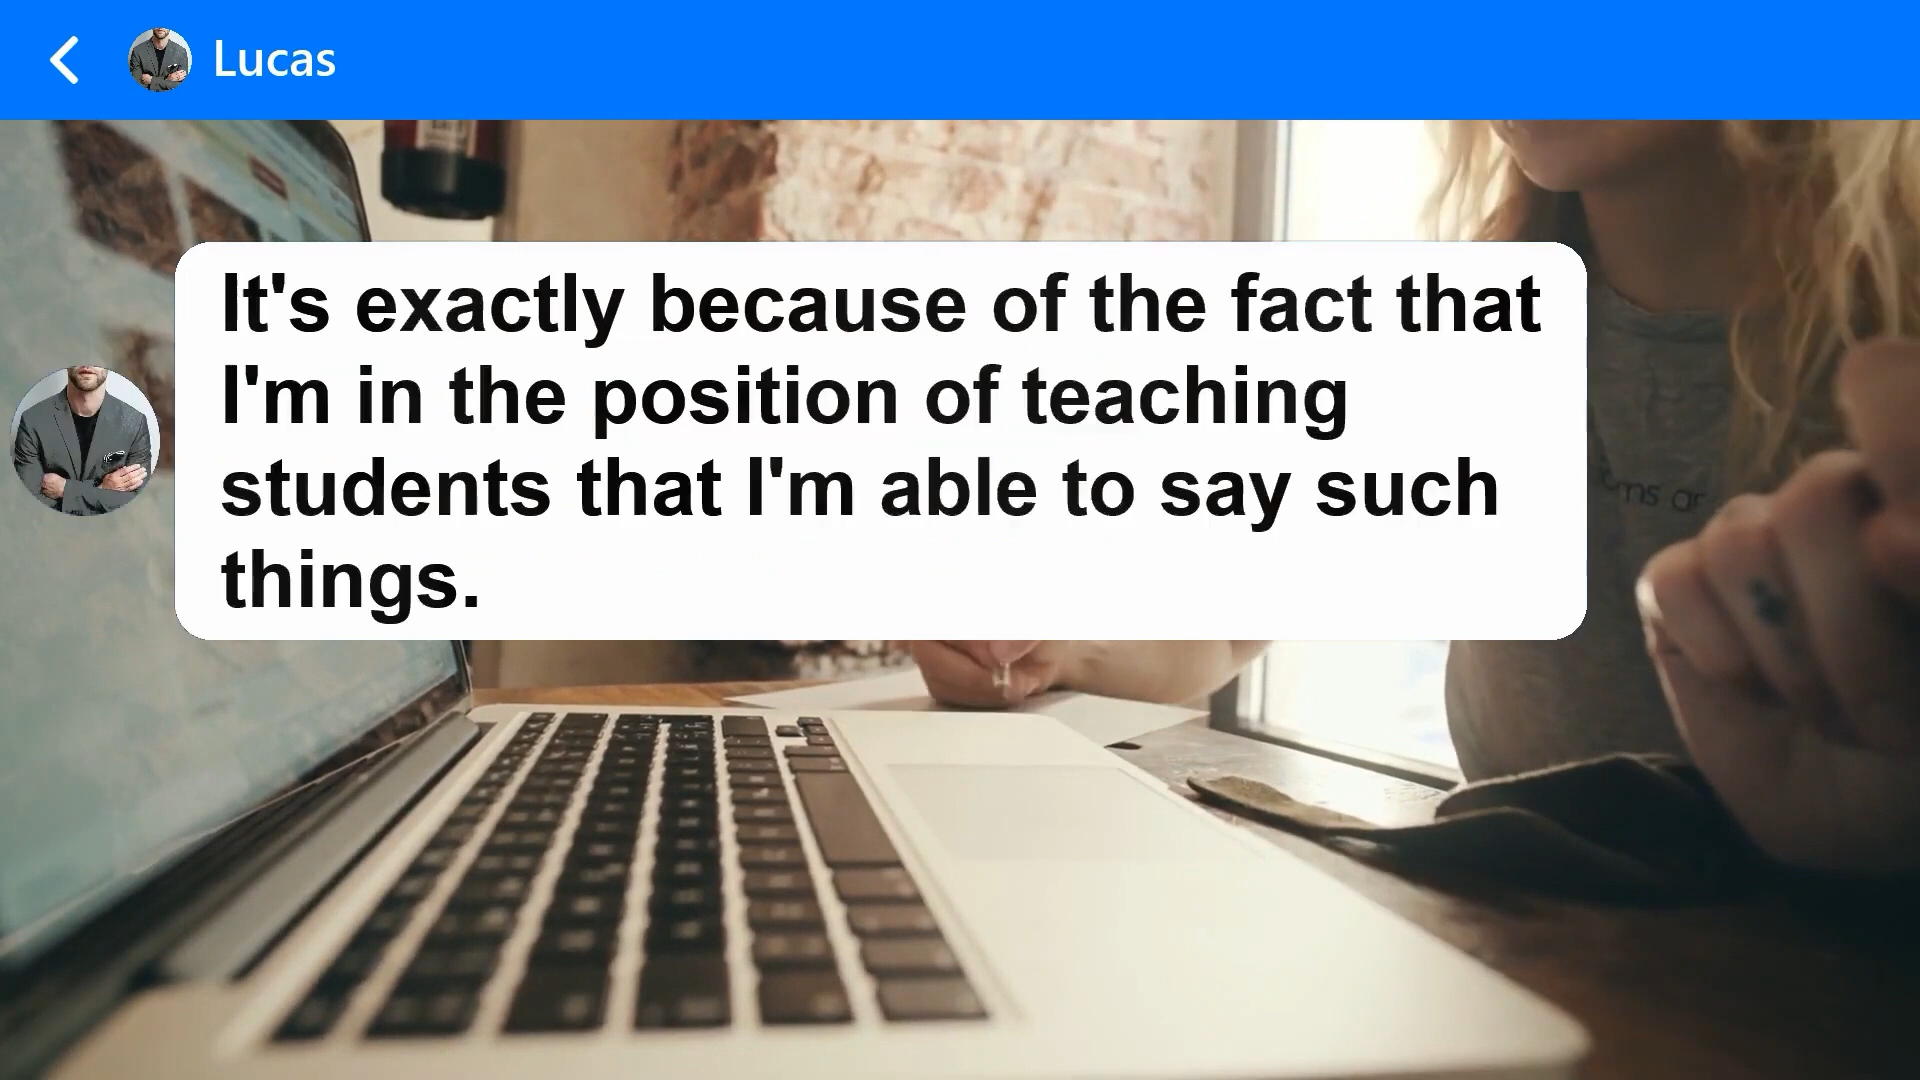 Lucas
It's exactly because of the fact that
I'm in the position of teaching
students that I'm able to say such
things.